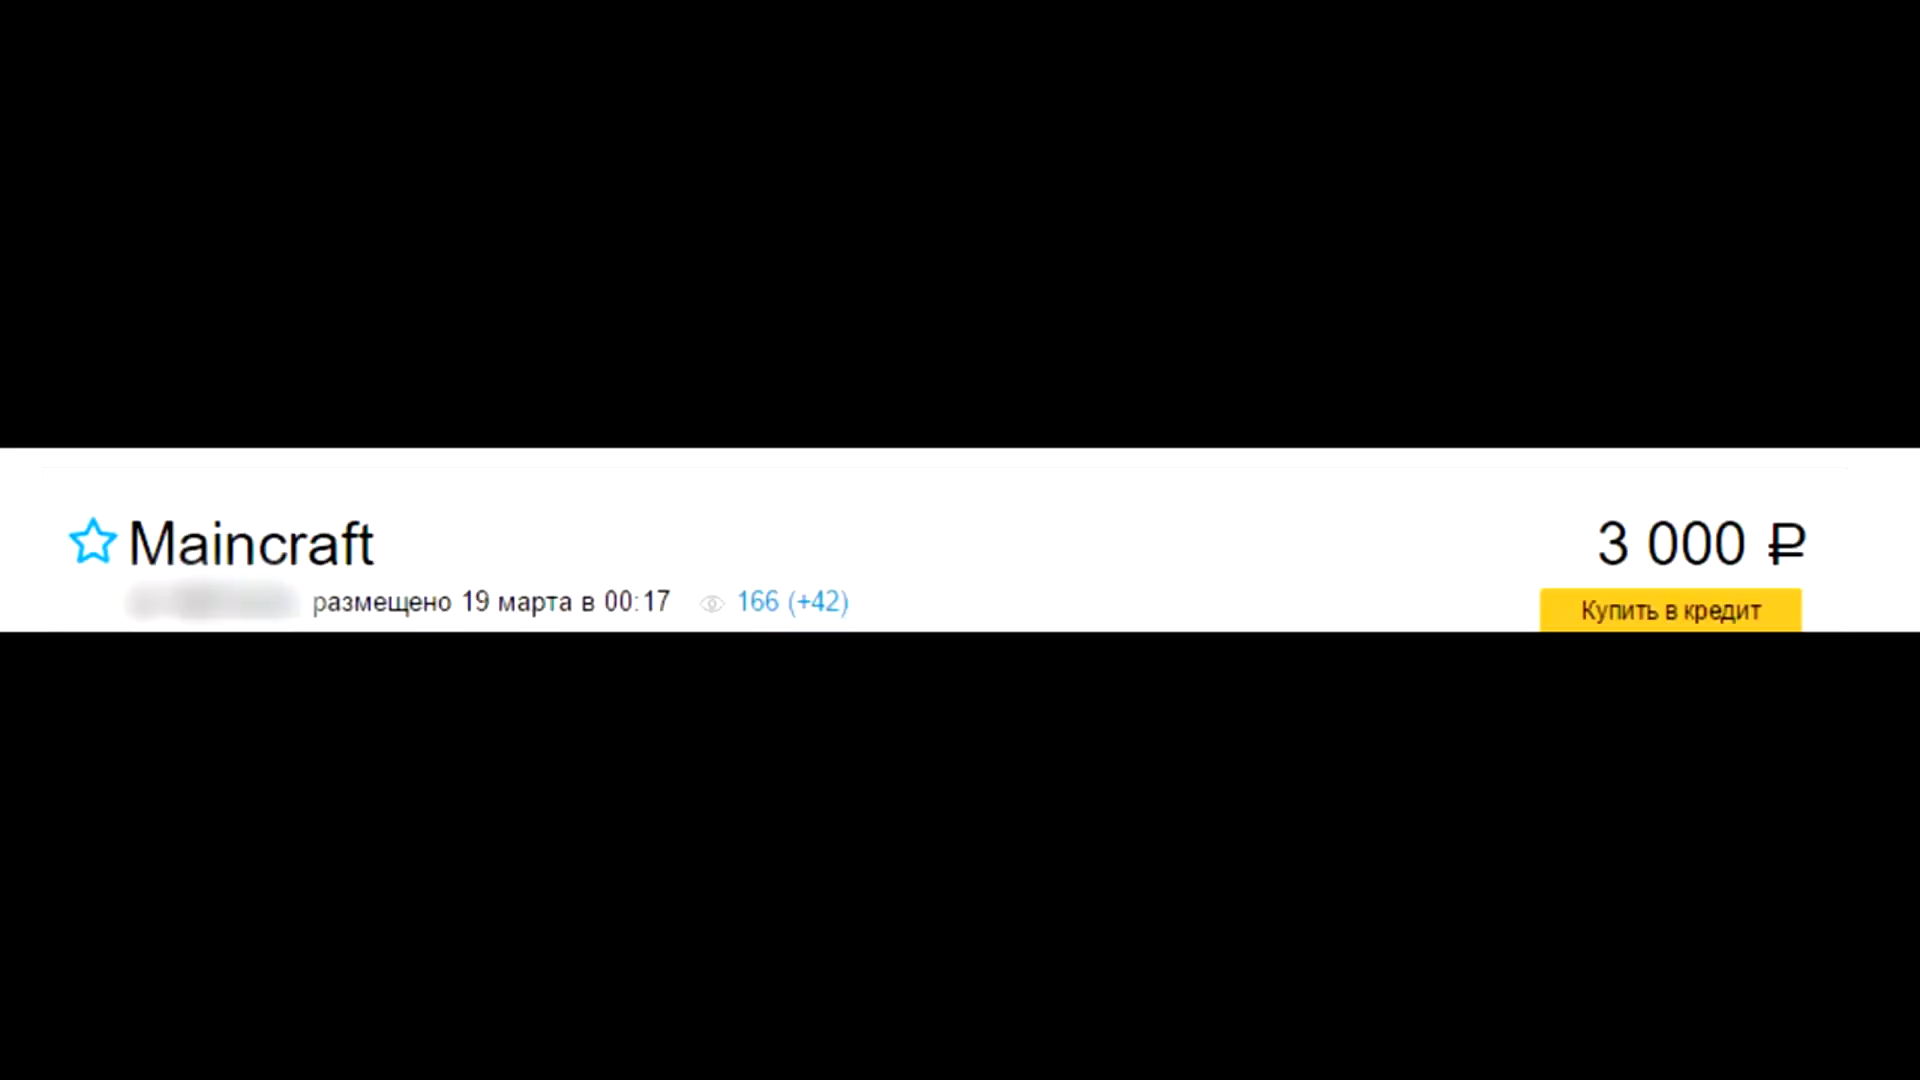 Maincraft
3 000 ₽
размещено 19 марта в 00:17 166 (+42)
Купить в кредит